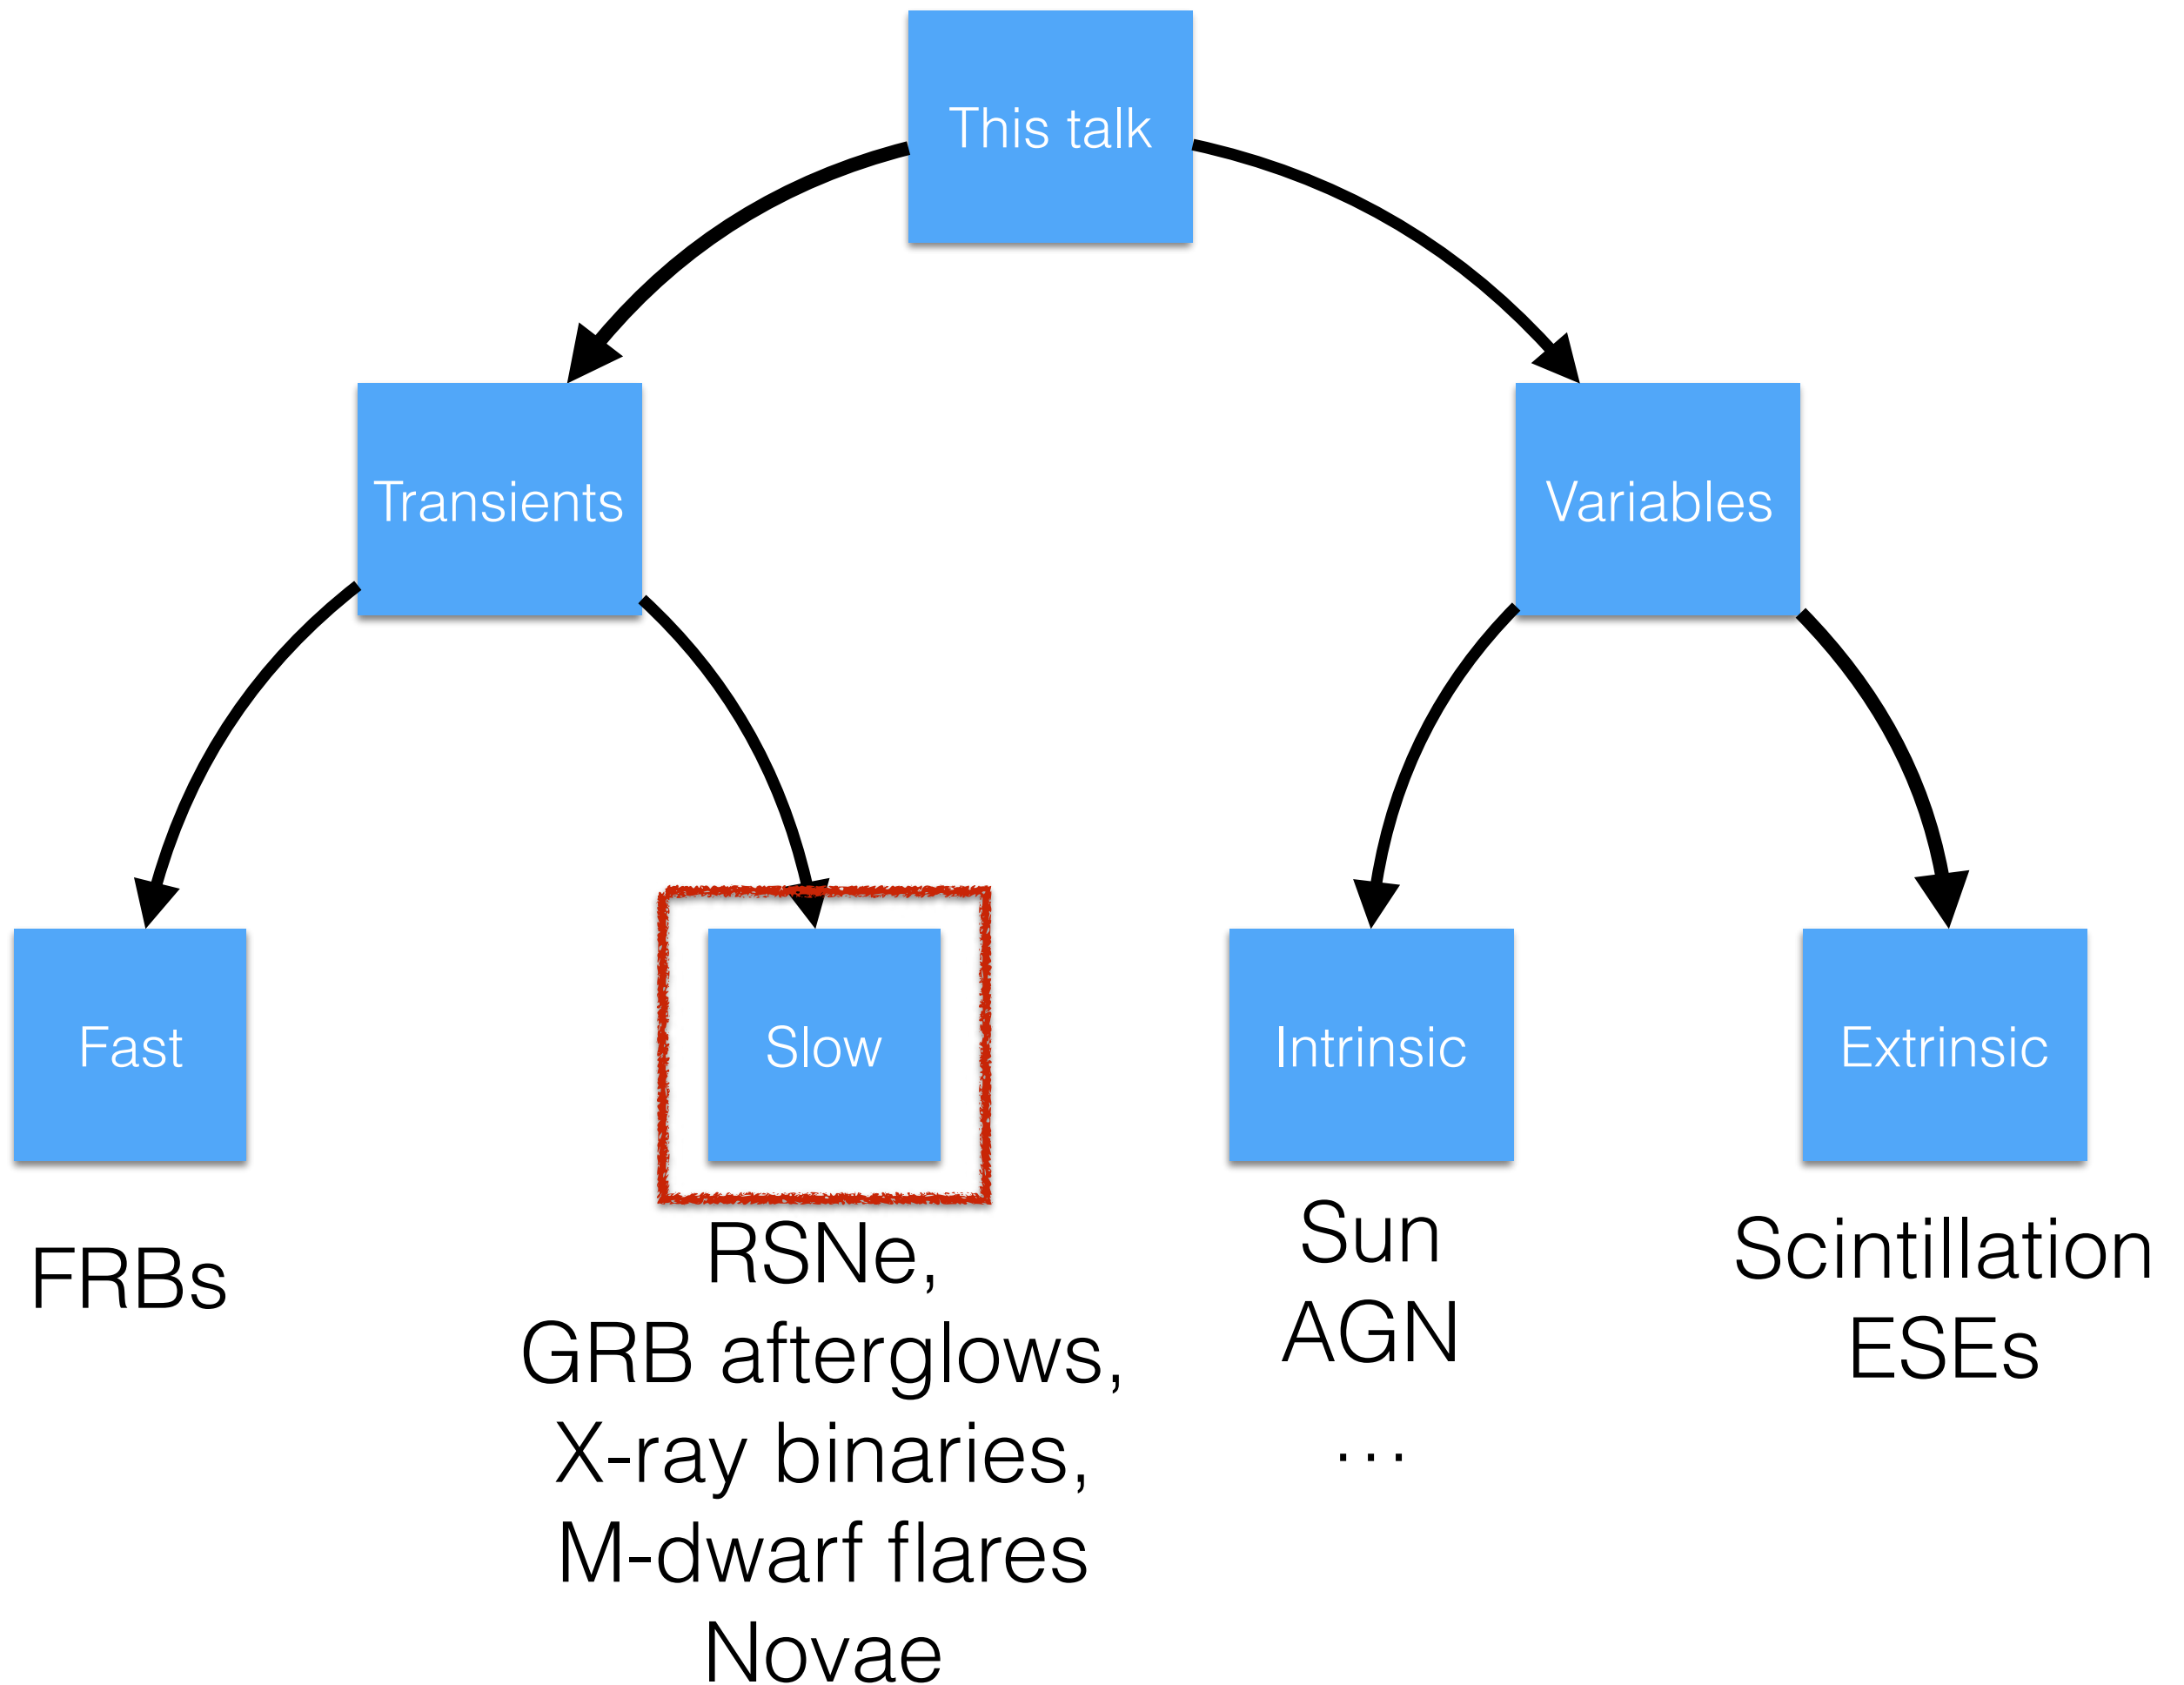 This talk
Transients
Variables
Fast
Slow
Intrinsic
Extrinsic
FRBs
RSNe,
GRB afterglows,
X-ray binaries,
M-dwarf flares
Novae
Sun
AGN
...
Scintillation
ESEs